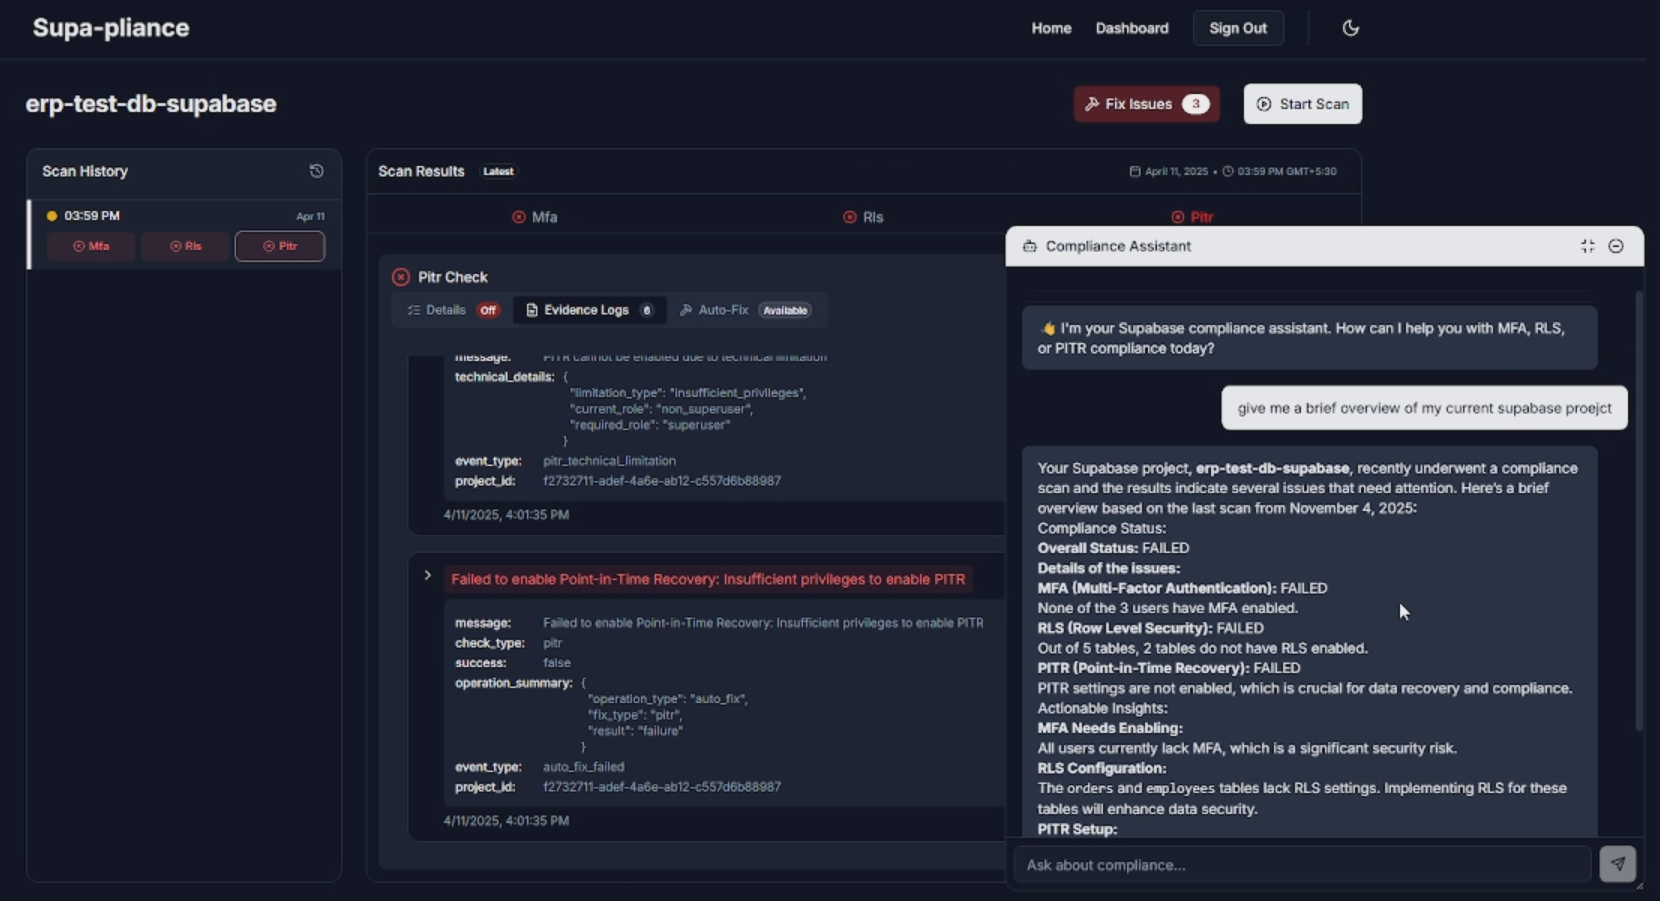 Supa-pliance
Home Dashboard Sign Out
erp-test-db-supabase
Fix Issues 3 Start Scan
Scan History
03:59 PM Apr 11
Mfa Rls Pitr
Scan Results Latest April 11, 2025 • 03:59 PM GMT+5:30
Mfa Rls Pitr
Pitr Check
Details Off Evidence Logs 6 Auto-Fix Available
message: PITR cannot be enabled due to technical limitation
technical_details: {
"limitation_type": "insufficient_privileges",
"current_role": "non_superuser",
"required_role": "superuser"
}
event_type: pitr_technical_limitation
project_id: f2732711-adef-4a6e-ab12-c557d6b88987
4/11/2025, 4:01:35 PM
Failed to enable Point-in-Time Recovery: Insufficient privileges to enable PITR
message: Failed to enable Point-in-Time Recovery: Insufficient privileges to enable PITR
check_type: pitr
success: false
operation_summary: {
"operation_type": "auto_fix",
"fix_type": "pitr",
"result": "failure"
}
event_type: auto_fix_failed
project_id: f2732711-adef-4a6e-ab12-c557d6b88987
4/11/2025, 4:01:35 PM
Compliance Assistant
👋 I'm your Supabase compliance assistant. How can I help you with MFA, RLS,
or PITR compliance today?
give me a brief overview of my current supabase proejct
Your Supabase project, erp-test-db-supabase, recently underwent a compliance
scan and the results indicate several issues that need attention. Here's a brief
overview based on the last scan from November 4, 2025:
Compliance Status:
Overall Status: FAILED
Details of the issues:
MFA (Multi-Factor Authentication): FAILED
None of the 3 users have MFA enabled.
RLS (Row Level Security): FAILED
Out of 5 tables, 2 tables do not have RLS enabled.
PITR (Point-in-Time Recovery): FAILED
PITR settings are not enabled, which is crucial for data recovery and compliance.
Actionable Insights:
MFA Needs Enabling:
All users currently lack MFA, which is a significant security risk.
RLS Configuration:
The orders and employees tables lack RLS settings. Implementing RLS for these
tables will enhance data security.
PITR Setup:
Ask about compliance...